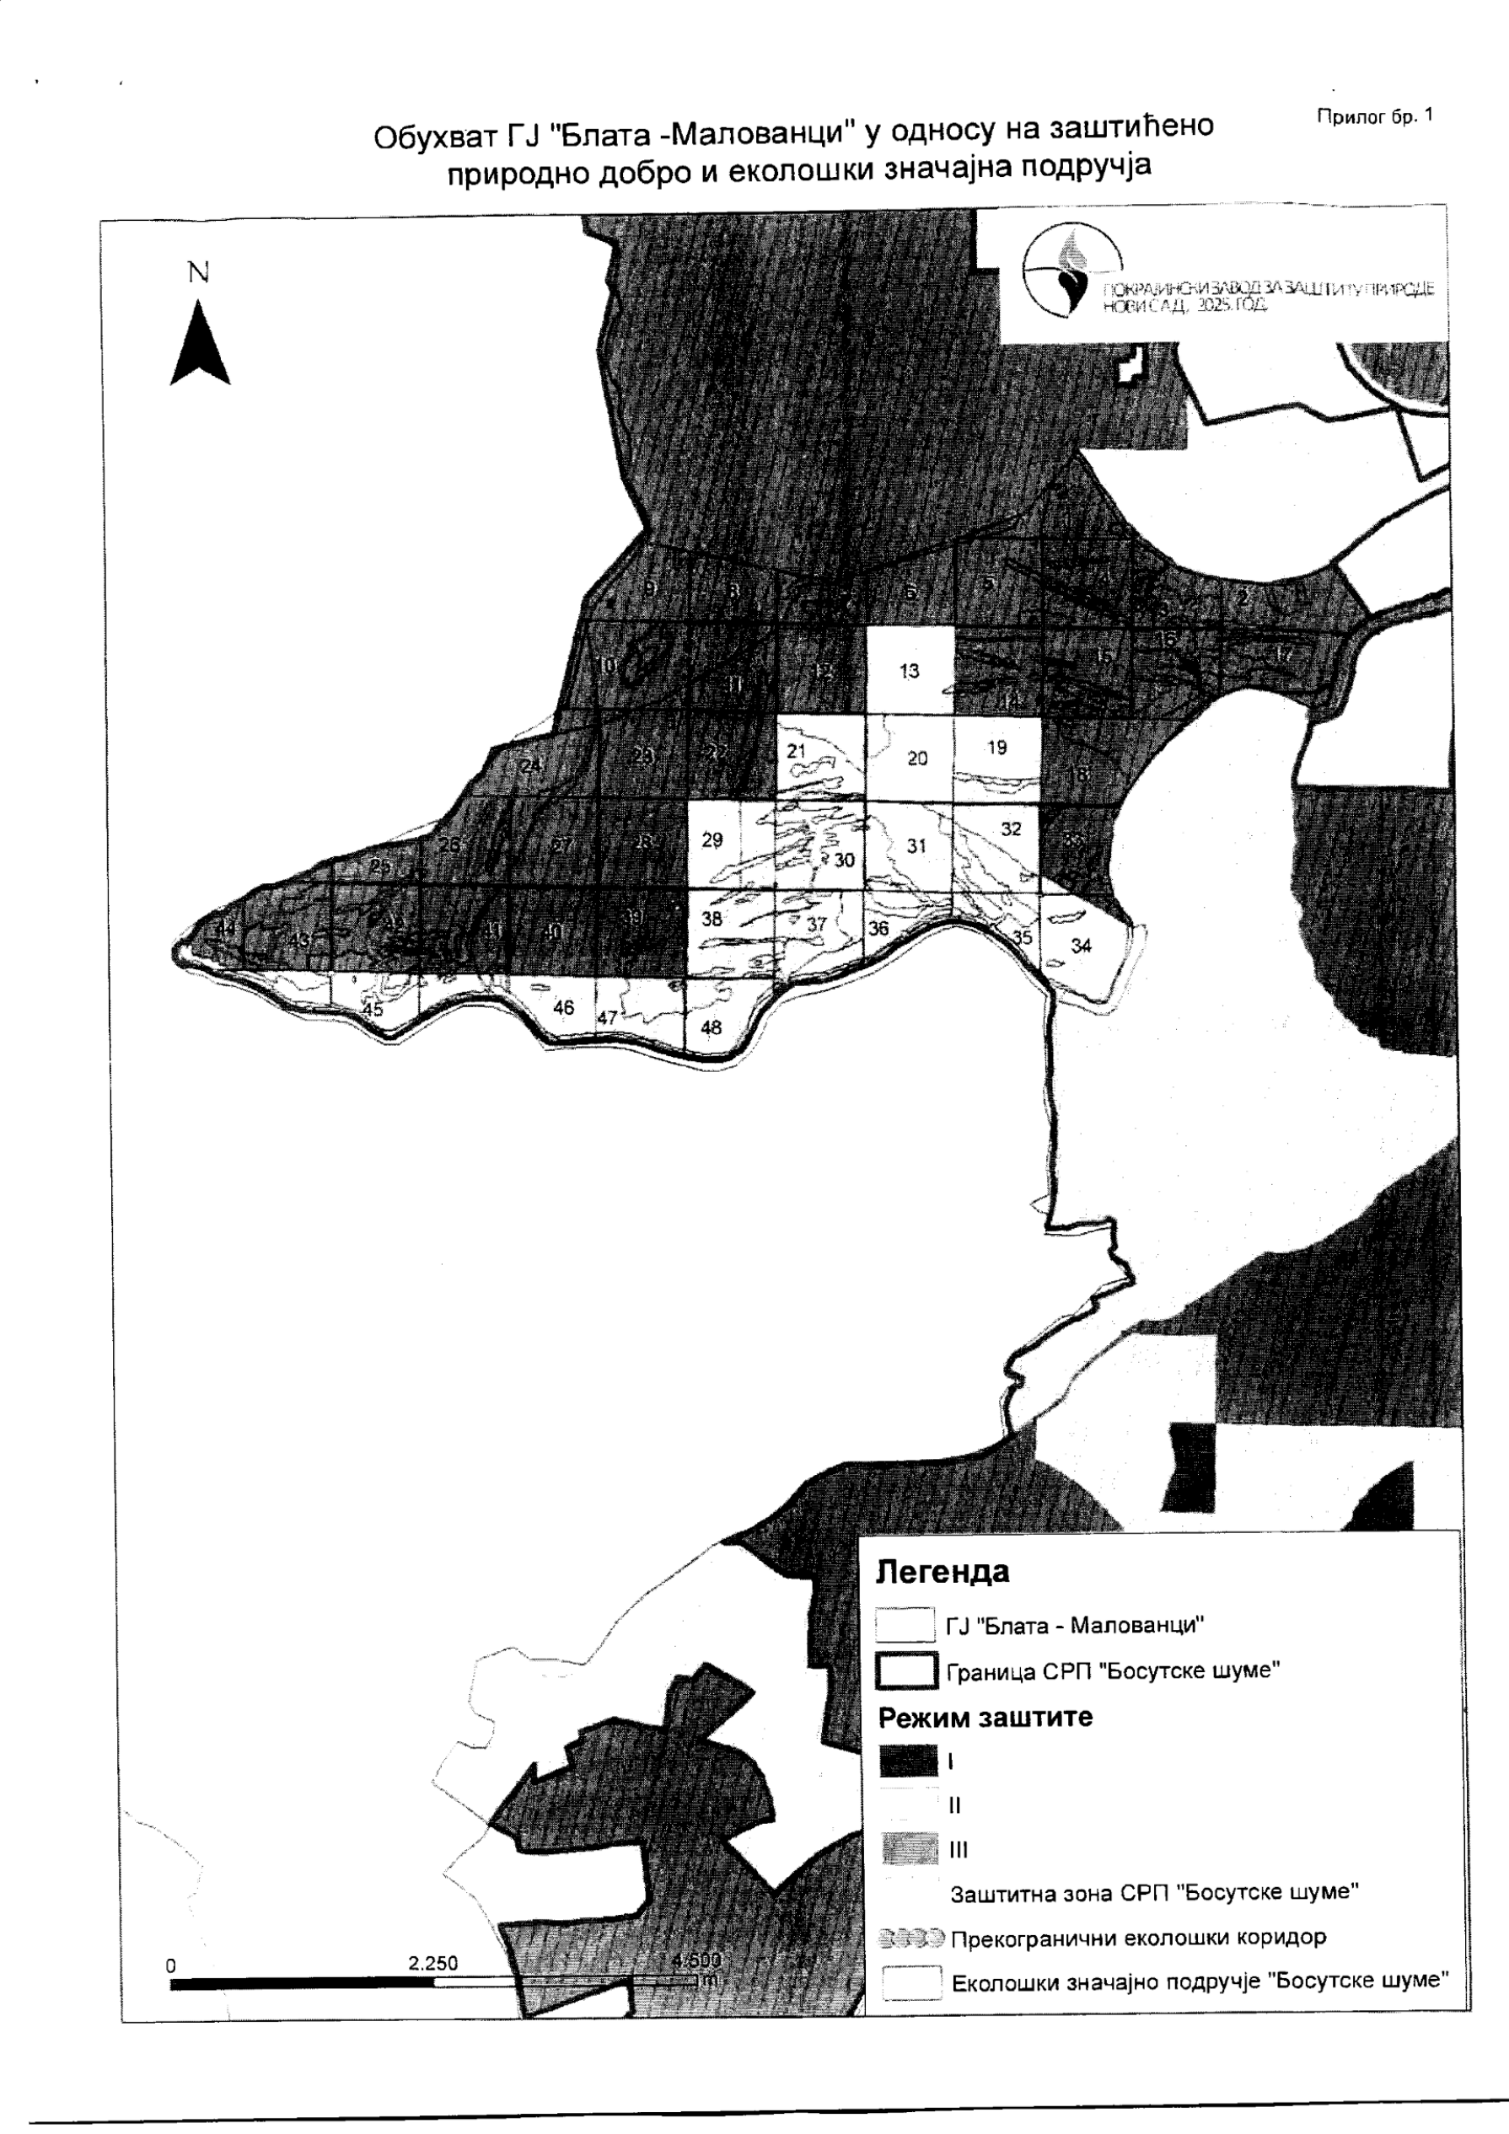 Прилог бр. 1
Обухват ГЈ "Блата -Малованци" у односу на заштићено
природно добро и еколошки значајна подручја
N
ПОКРАЈИНСКИ ЗАВОД ЗА ЗАШТИТУ ПРИРОДЕ
НОВИ САД, 2025. ГОД.
9 8 6 5 4 3 2
10 11 12 13 14 15 16 17
24 23 22 21 20 19 18
25 26 27 28 29 30 31 32 33
44 43 42 41 40 39 38 37 36 35 34
45 46 47 48
Легенда
ГЈ "Блата - Малованци"
Граница СРП "Босутске шуме"
Режим заштите
I
II
III
Заштитна зона СРП "Босутске шуме"
Прекогранични еколошки коридор
Еколошки значајно подручје "Босутске шуме"
0 2.250 4.500
m